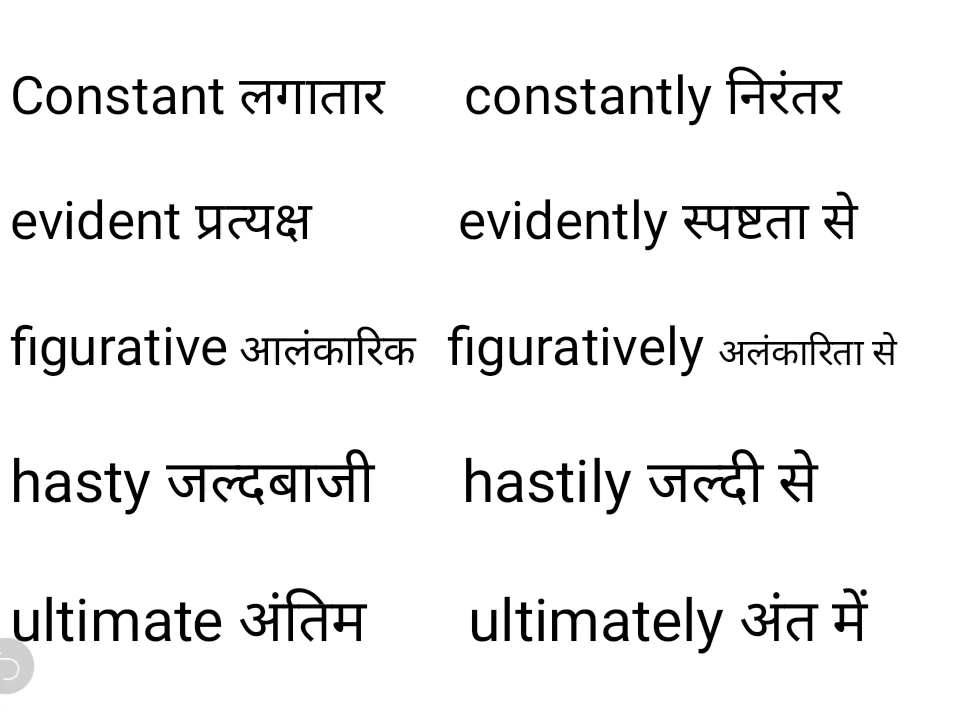 Constant लगातार constantly निरंतर
evident प्रत्यक्ष evidently स्पष्टता से
figurative आलंकारिक figuratively अलंकारिता से
hasty जल्दबाजी hastily जल्दी से
ultimate अंतिम ultimately अंत में